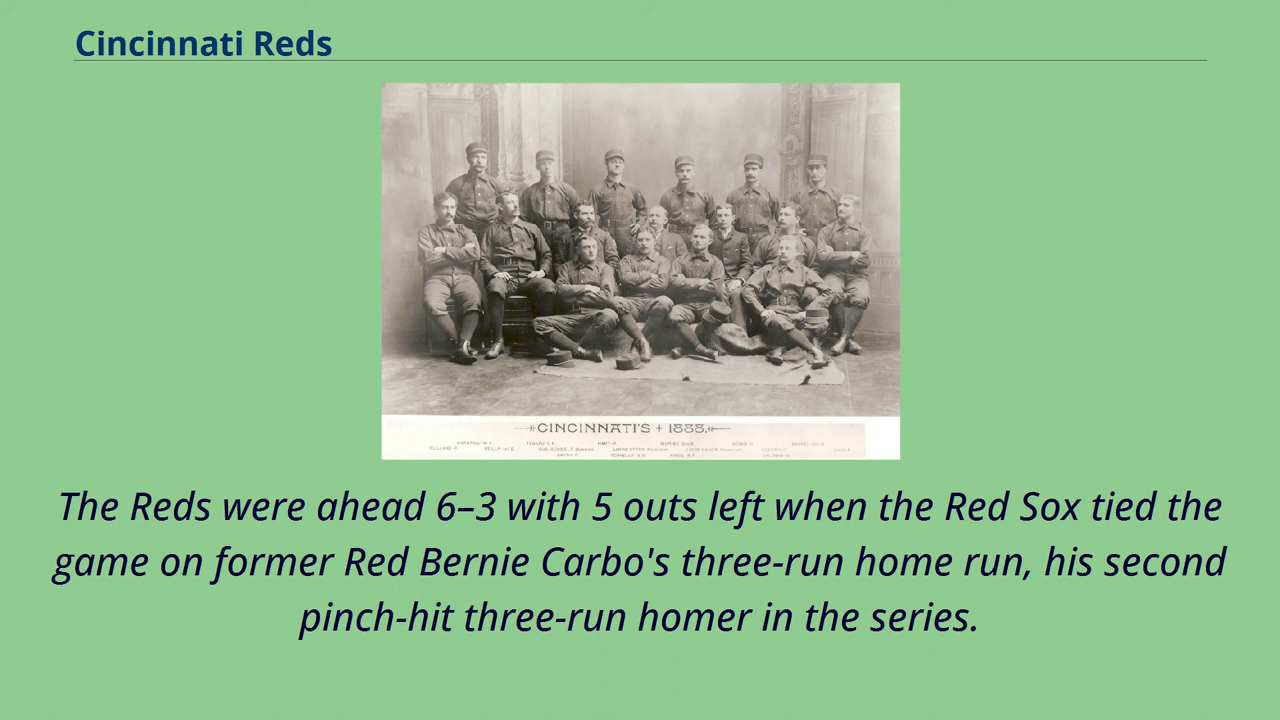 Cincinnati Reds
CINCINNATI'S + 1888.
The Reds were ahead 6–3 with 5 outs left when the Red Sox tied the
game on former Red Bernie Carbo's three-run home run, his second
pinch-hit three-run homer in the series.